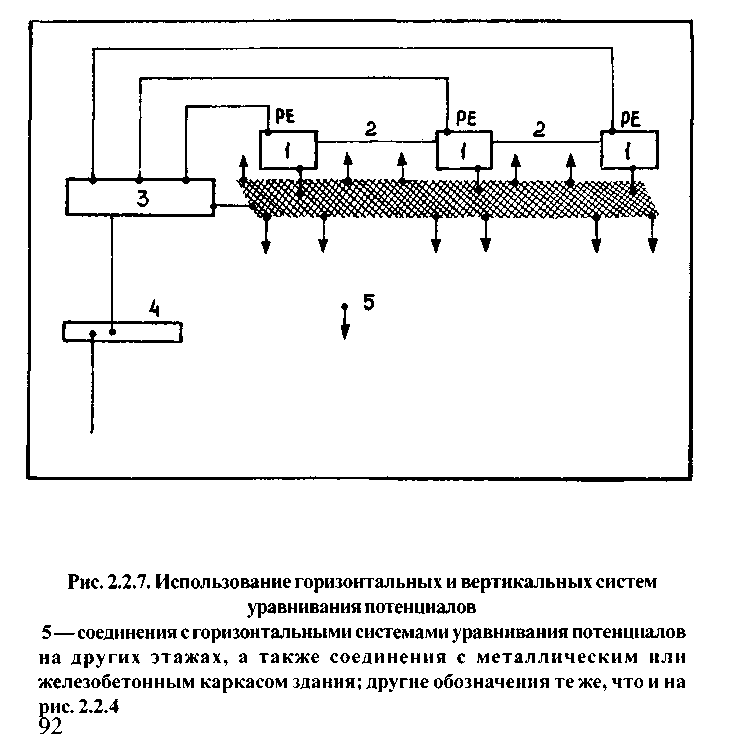 PE
PE
PE
2
2
1
1
1
3
4
5
Рис. 2.2.7. Использование горизонтальных и вертикальных систем
уравнивания потенциалов
5 — соединения с горизонтальными системами уравнивания потенциалов
на других этажах, а также соединения с металлическим или
железобетонным каркасом здания; другие обозначения те же, что и на
рис. 2.2.4
92